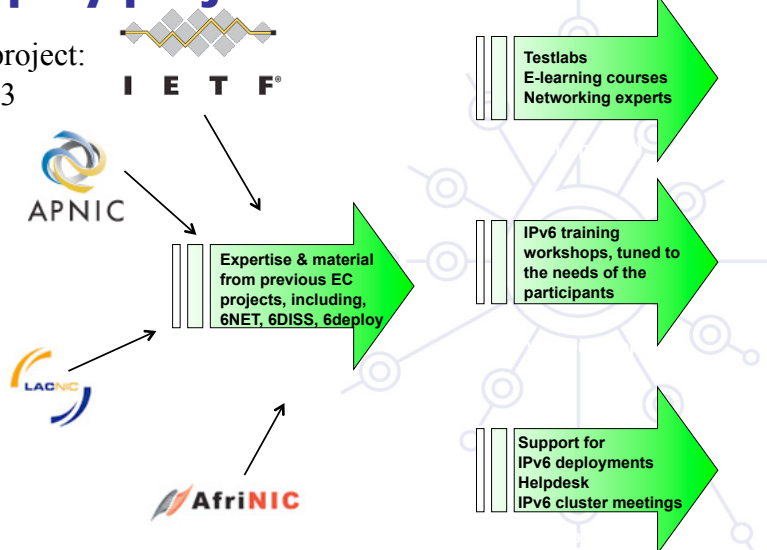 project:
3
I E T F®
APNIC
LACNIC
AfriNIC
Expertise & material
from previous EC
projects, including,
6NET, 6DISS, 6deploy
Testlabs
E-learning courses
Networking experts
IPv6 training
workshops, tuned to
the needs of the
participants
Support for
IPv6 deployments
Helpdesk
IPv6 cluster meetings